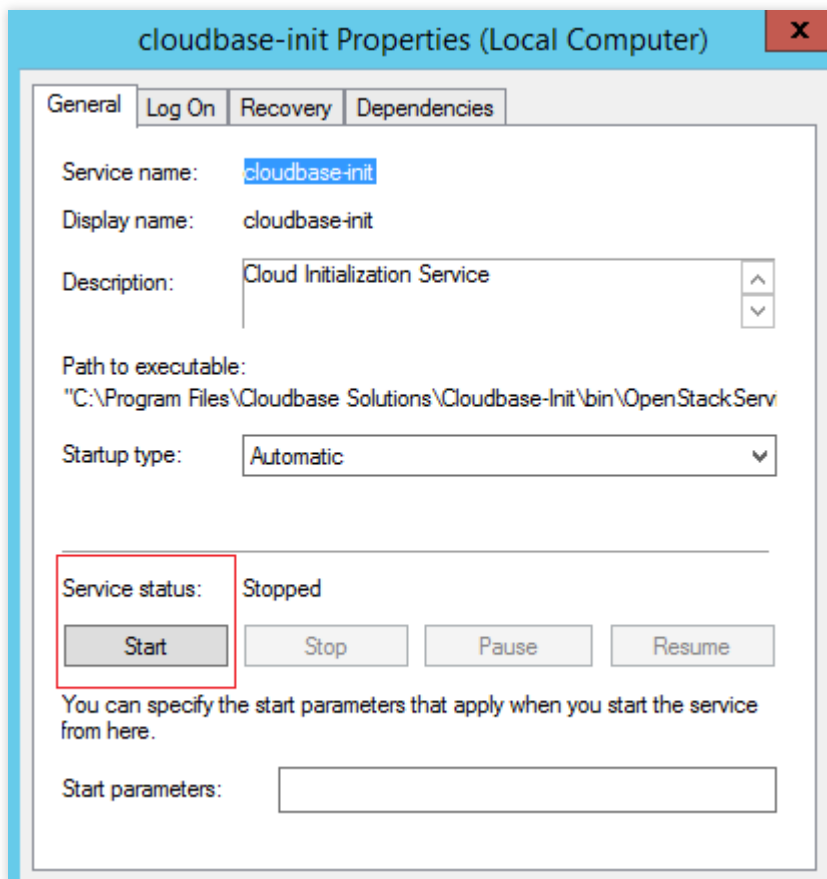 cloudbase-init Properties (Local Computer)
x
General Log On Recovery Dependencies
Service name: cloudbase-init
Display name: cloudbase-init
Description: Cloud Initialization Service
Path to executable:
"C:\Program Files\Cloudbase Solutions\Cloudbase-Init\bin\OpenStackServi
Startup type: Automatic
Service status: Stopped
Start Stop Pause Resume
You can specify the start parameters that apply when you start the service
from here.
Start parameters: